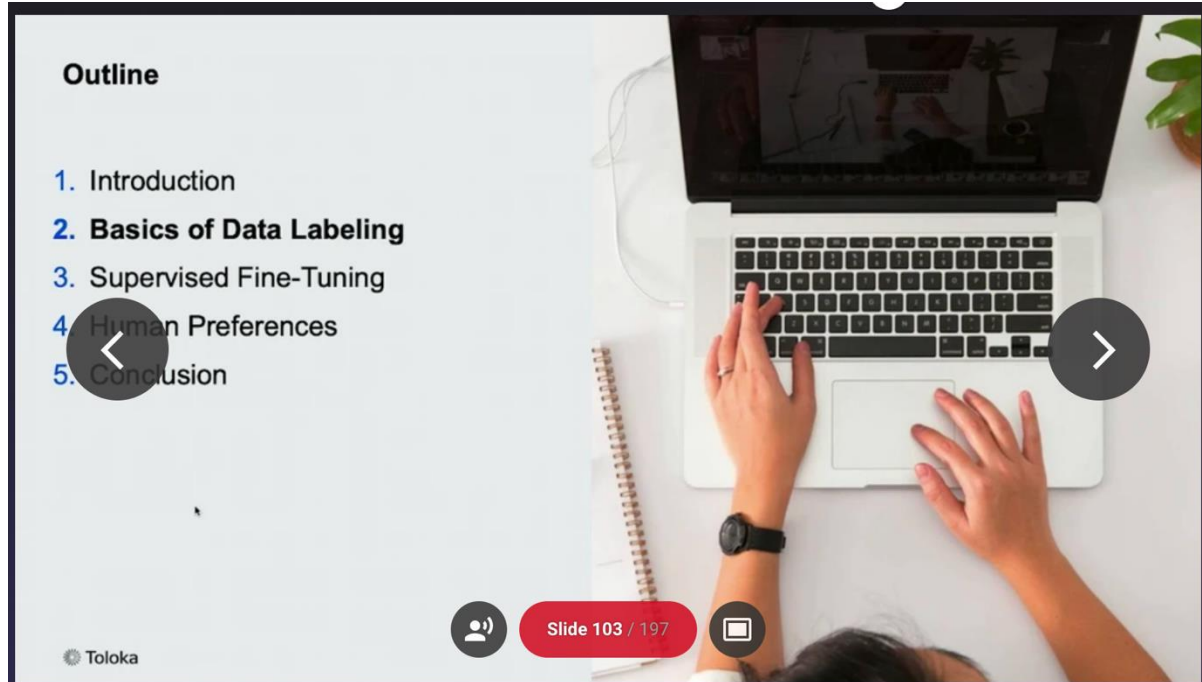 Outline
1. Introduction
2. Basics of Data Labeling
3. Supervised Fine-Tuning
4. Human Preferences
5. Conclusion
Slide 103 / 197
Toloka